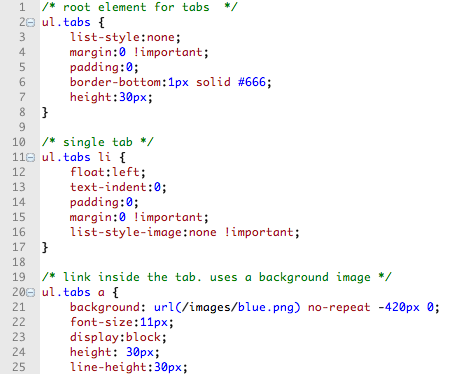 1 /* root element for tabs  */
2 ul.tabs {
3     list-style:none;
4     margin:0 !important;
5     padding:0;
6     border-bottom:1px solid #666;
7     height:30px;
8 }
9
10 /* single tab */
11 ul.tabs li {
12     float:left;
13     text-indent:0;
14     padding:0;
15     margin:0 !important;
16     list-style-image:none !important;
17 }
18
19 /* link inside the tab. uses a background image */
20 ul.tabs a {
21     background: url(/images/blue.png) no-repeat -420px 0;
22     font-size:11px;
23     display:block;
24     height: 30px;
25     line-height:30px;